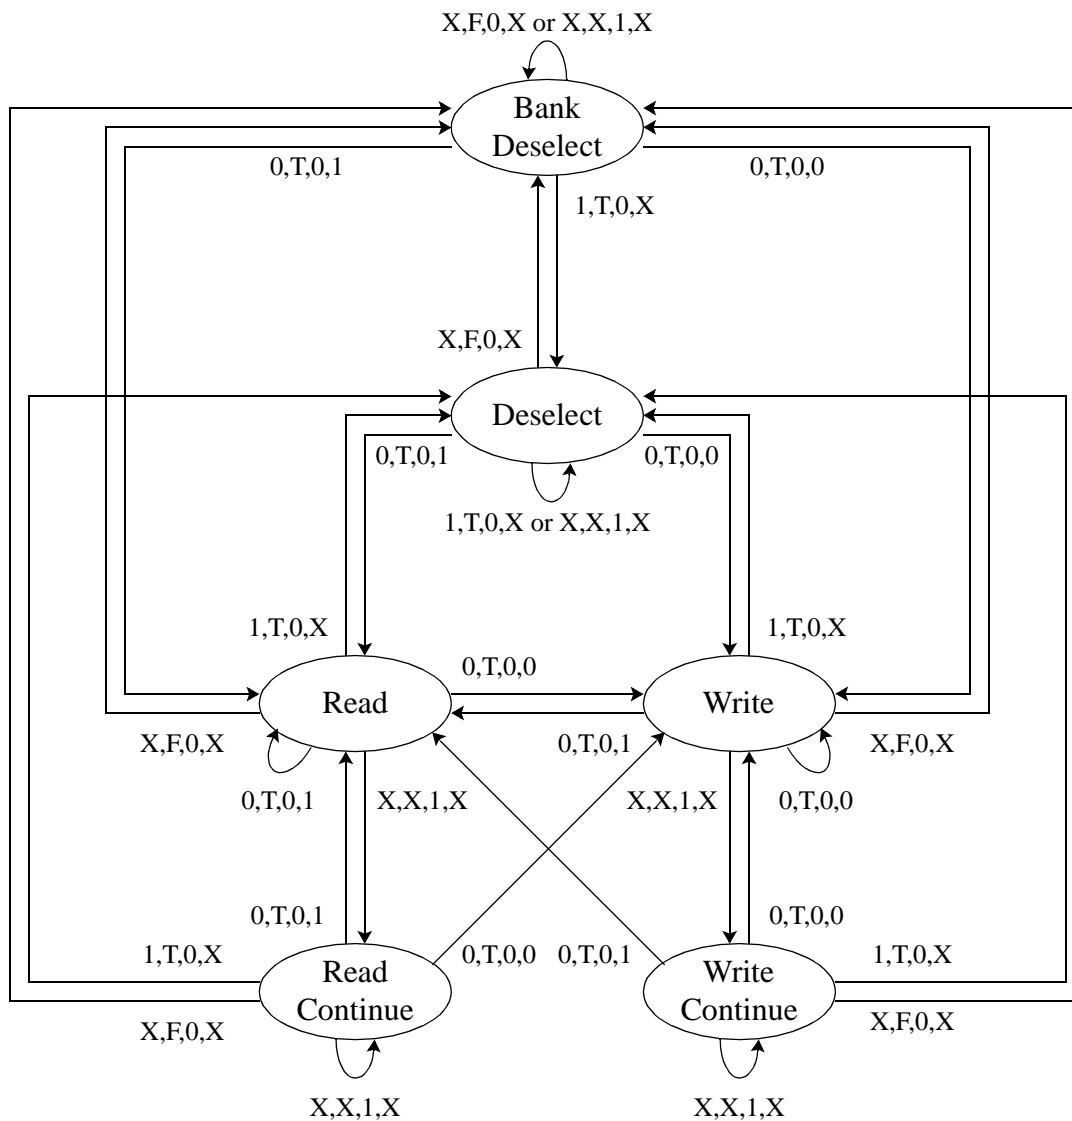 X,F,0,X or X,X,1,X
Bank
Deselect
0,T,0,1
0,T,0,0
1,T,0,X
X,F,0,X
Deselect
0,T,0,1
0,T,0,0
1,T,0,X or X,X,1,X
1,T,0,X
1,T,0,X
0,T,0,0
Read
Write
X,F,0,X
0,T,0,1
X,F,0,X
0,T,0,1
X,X,1,X
X,X,1,X
0,T,0,0
0,T,0,1
0,T,0,0
1,T,0,X
0,T,0,0
0,T,0,1
1,T,0,X
Read
Continue
Write
Continue
X,F,0,X
X,F,0,X
X,X,1,X
X,X,1,X